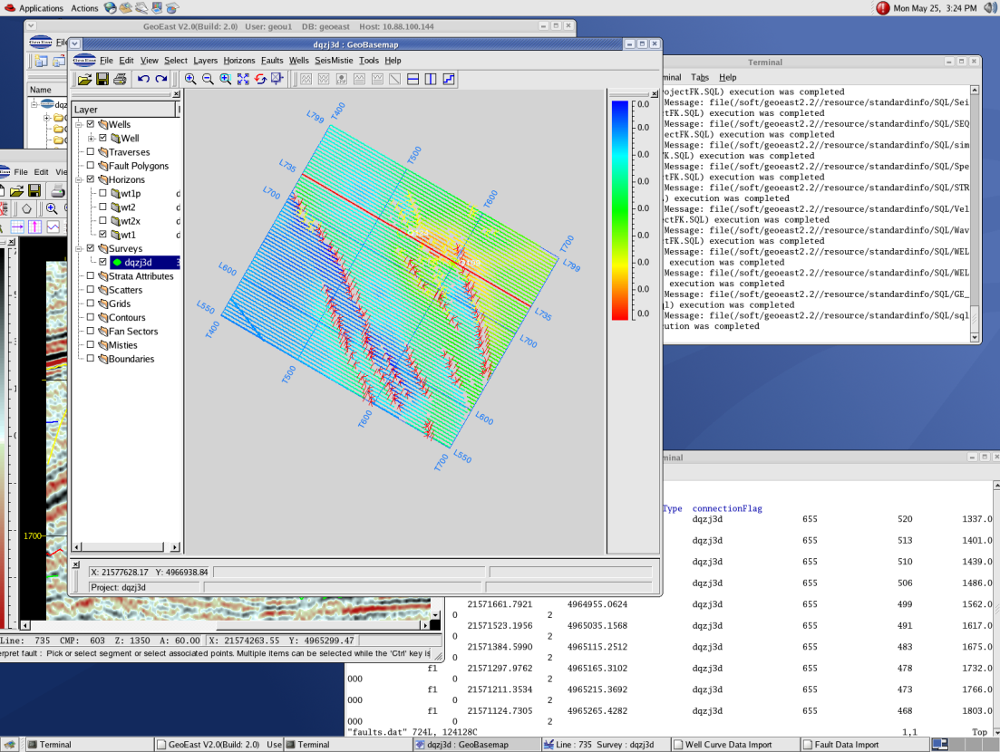 Applications Actions
Mon May 25, 3:24 PM
GeoEast V2.0(Build: 2.0) User: geou1 DB: geoeast Host: 10.88.100.144
GeoEast
Name
dqzj3d : GeoBasemap
GeoEast File Edit View Select Layers Horizons Faults Wells SeisMistie Tools Help
Layer
Wells
Well
Traverses
Fault Polygons
Horizons
wt1p
wt2
wt2x
wt1
Surveys
dqzj3d
Strata Attributes
Scatters
Grids
Contours
Fan Sectors
Misties
Boundaries
L799
T400
L735
T500
L700
T600
T700
L799
L600
L550
T400
L735
L700
T500
T600
L600
L550
T700
0.0
0.0
0.0
0.0
0.0
0.0
0.0
0.0
0.0
X: 21577628.17 Y: 4966938.84
Project: dqzj3d
File Edit
1700
Line: 735 CMP: 603 Z: 1350 A: 60.00 X: 21574263.55 Y: 4965299.47
erpret fault : Pick or select segment or select associated points. Multiple items can be selected while the 'Ctrl' key is
Terminal
minal Tabs Help
rojectFK.SQL) execution was completed
Message: file(/soft/geoeast2.2//resource/standardinfo/SQL/Sei
ctFK.SQL) execution was completed
Message: file(/soft/geoeast2.2//resource/standardinfo/SQL/SEQ
ectFK.SQL) execution was completed
Message: file(/soft/geoeast2.2//resource/standardinfo/SQL/sim
K.SQL) execution was completed
Message: file(/soft/geoeast2.2//resource/standardinfo/SQL/Spe
) execution was completed
Message: file(/soft/geoeast2.2//resource/standardinfo/SQL/STR
) execution was completed
Message: file(/soft/geoeast2.2//resource/standardinfo/SQL/Vel
ctFK.SQL) execution was completed
Message: file(/soft/geoeast2.2//resource/standardinfo/SQL/Wav
tFK.SQL) execution was completed
Message: file(/soft/geoeast2.2//resource/standardinfo/SQL/WEL
execution was completed
Message: file(/soft/geoeast2.2//resource/standardinfo/SQL/WEL
execution was completed
Message: file(/soft/geoeast2.2//resource/standardinfo/SQL/GE_
ql) execution was completed
Message: file(/soft/geoeast2.2//resource/standardinfo/SQL/sql
cution was completed
minal
Type connectionFlag
dqzj3d 655 520 1337.0
dqzj3d 655 513 1401.0
dqzj3d 655 510 1439.0
dqzj3d 655 506 1486.0
21571661.7921 4964955.0624 dqzj3d 655 499 1562.0
0 2
21571523.1956 4965035.1568 dqzj3d 655 491 1617.0
0 2
21571384.5990 4965115.2512 dqzj3d 655 483 1675.0
0 2
f1 21571297.9762 4965165.3102 dqzj3d 655 478 1732.0
000 0 2
f1 21571211.3534 4965215.3692 dqzj3d 655 473 1766.0
000 0 2
f1 21571124.7305 4965265.4282 dqzj3d 655 468 1803.0
000 0 2
"faults.dat" 724L, 124128C 1,1 Top
Terminal
GeoEast V2.0(Build: 2.0) Use
Terminal
dqzj3d : GeoBasemap
Line : 735 Survey : dqzj3d
Well Curve Data Import
Fault Data Import